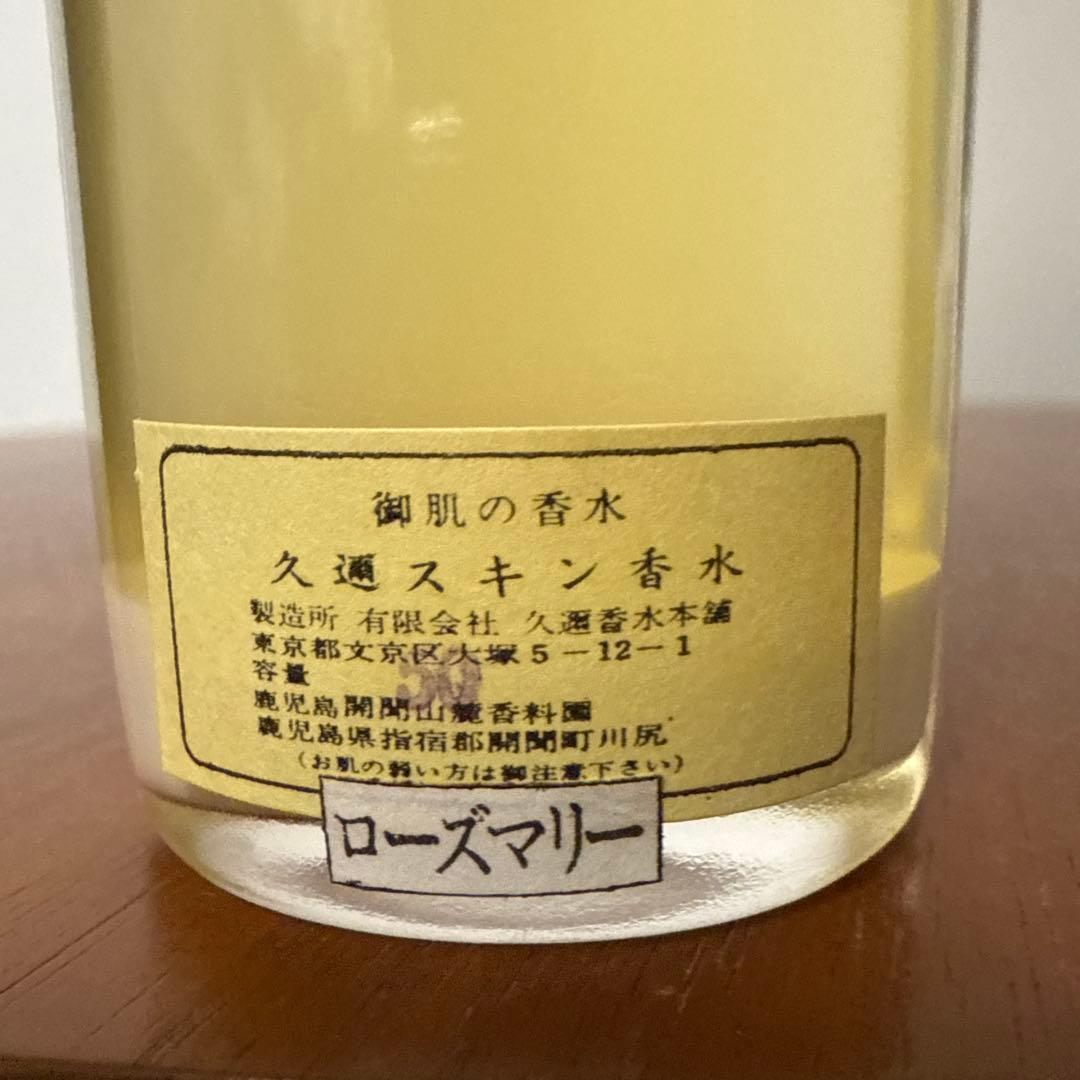 御肌の香水
久邇スキン香水
製造所 有限会社 久邇香水本舗
東京都文京区大塚5-12-1
容量
50
鹿児島開聞山麓香料園
鹿児島県揖宿郡開聞町川尻
(お肌の弱い方は御注意下さい)
ローズマリー